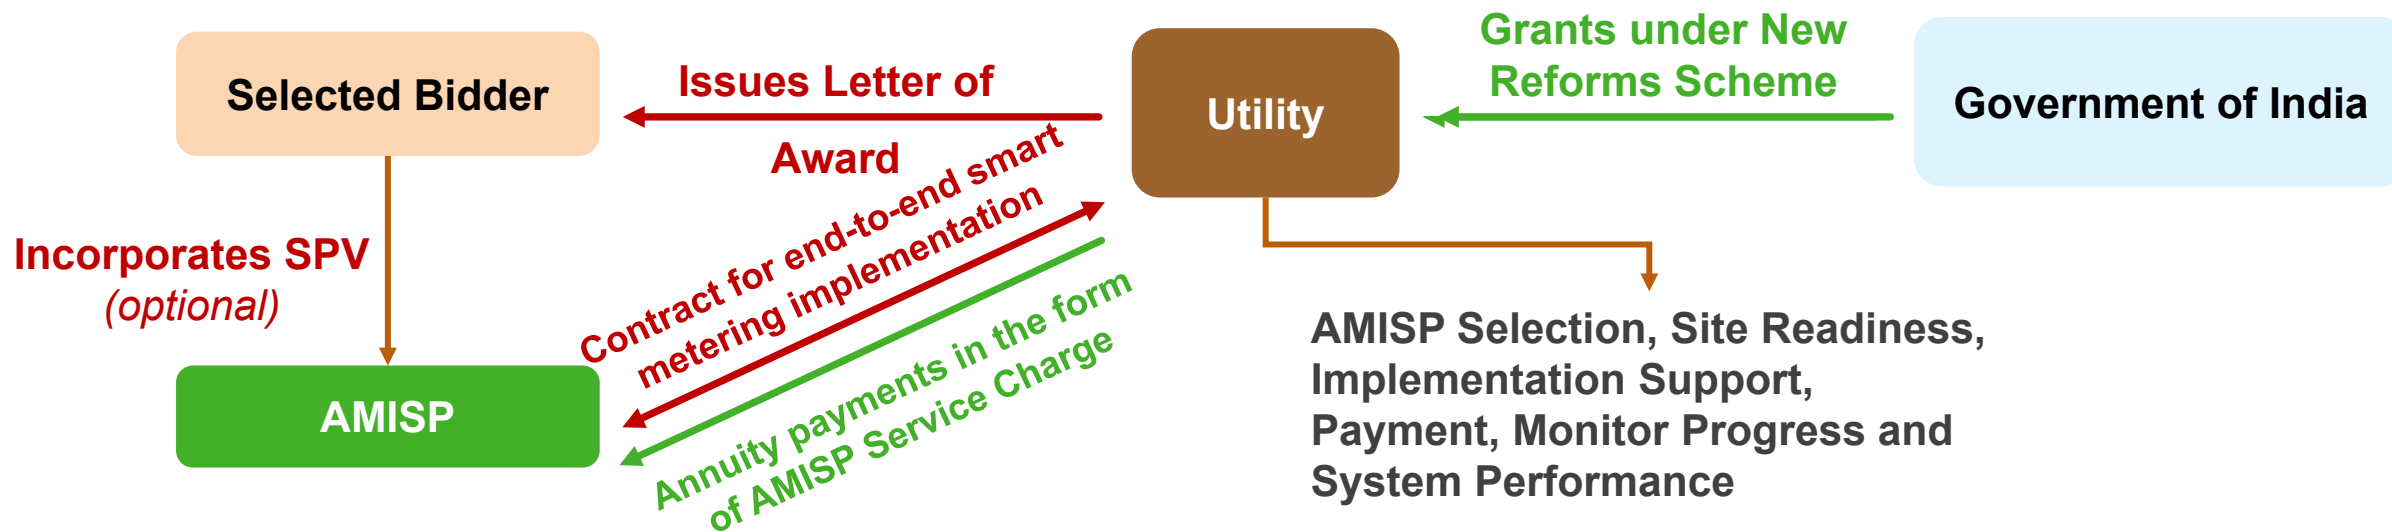 Selected Bidder
Issues Letter of
Award
Utility
Grants under New
Reforms Scheme
Government of India
Incorporates SPV
(optional)
Contract for end-to-end smart
metering implementation
Annuity payments in the form
of AMISP Service Charge
AMISP
AMISP Selection, Site Readiness,
Implementation Support,
Payment, Monitor Progress and
System Performance